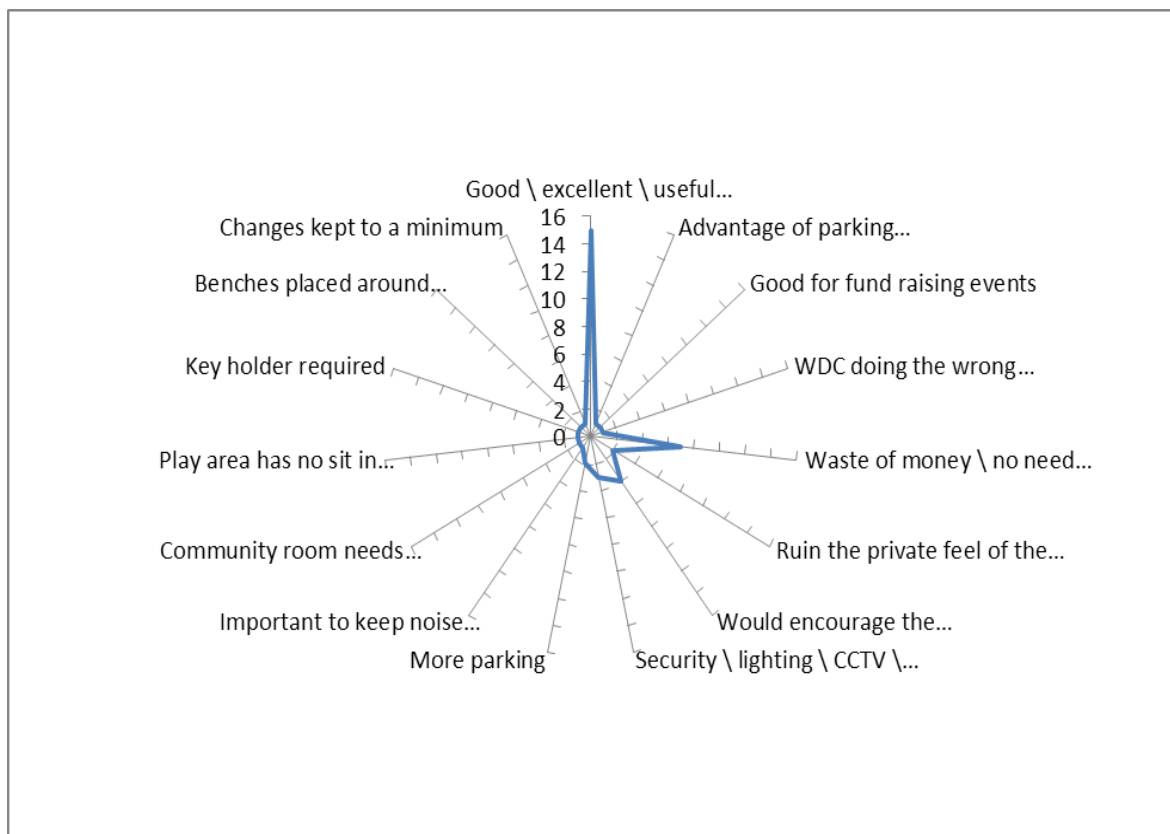 Good \ excellent \ useful...
Changes kept to a minimum
Advantage of parking...
Benches placed around...
Good for fund raising events
Key holder required
WDC doing the wrong...
Play area has no sit in...
Waste of money \ no need...
Community room needs...
Ruin the private feel of the...
Important to keep noise...
Would encourage the...
More parking
Security \ lighting \ CCTV \...
16
14
12
10
8
6
4
2
0